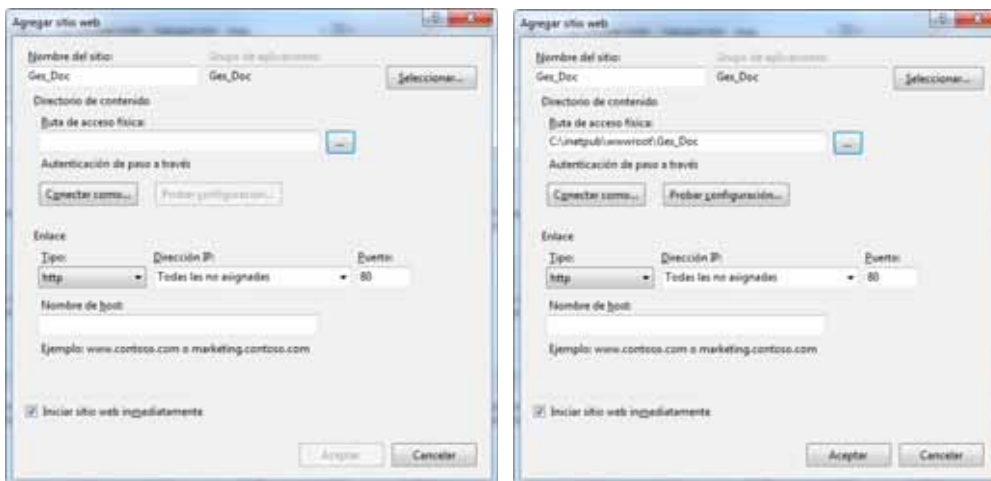 Agregar sitio web
Nombre del sitio: Grupo de aplicaciones:
Ges_Doc Ges_Doc Seleccionar...
Directorio de contenido
Ruta de acceso física:
...
Autenticación de paso a través
Conectar como... Probar configuración...
Enlace
Tipo: Dirección IP: Puerto:
http Todas las no asignadas 80
Nombre de host:
Ejemplo: www.contoso.com o marketing.contoso.com
Iniciar sitio web inmediatamente
Aceptar Cancelar
Agregar sitio web
Nombre del sitio: Grupo de aplicaciones:
Ges_Doc Ges_Doc Seleccionar...
Directorio de contenido
Ruta de acceso física:
C:\inetpub\wwwroot\Ges_Doc ...
Autenticación de paso a través
Conectar como... Probar configuración...
Enlace
Tipo: Dirección IP: Puerto:
http Todas las no asignadas 80
Nombre de host:
Ejemplo: www.contoso.com o marketing.contoso.com
Iniciar sitio web inmediatamente
Aceptar Cancelar